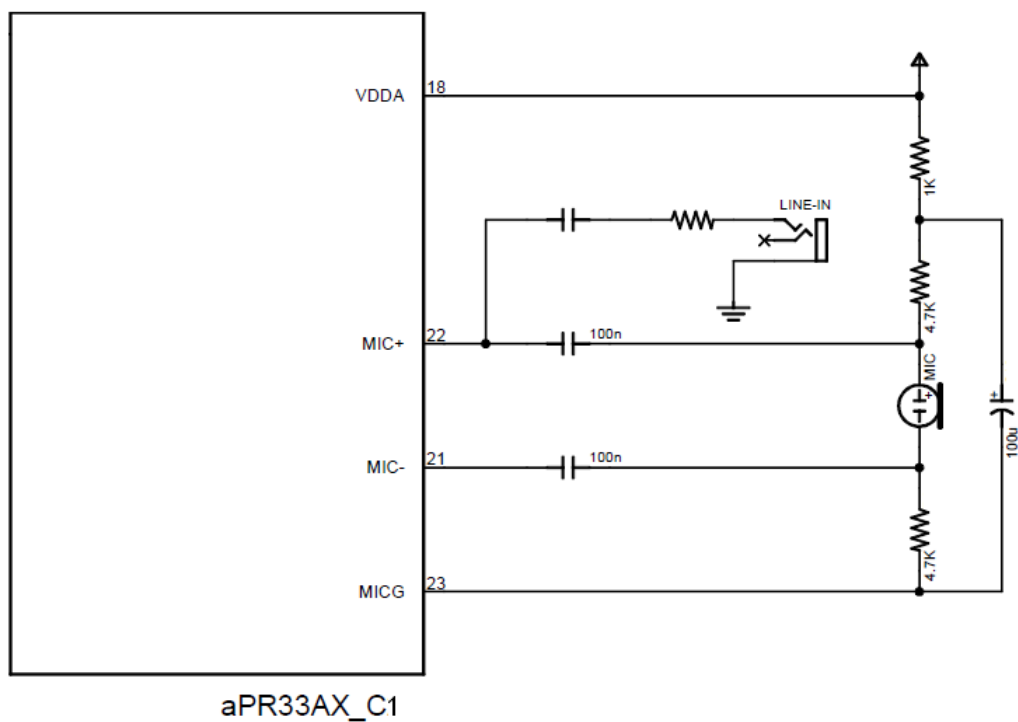 VDDA 18
1K
LINE-IN
4.7K
MIC+ 22
100n
MIC
+
+
100u
MIC- 21
100n
4.7K
MICG 23
aPR33AX_C1